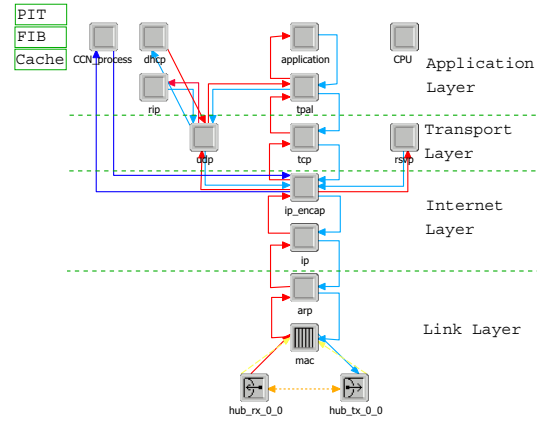 PIT
FIB
Cache
CCN_process
dhcp
application
CPU
Application
Layer
rip
tpal
Transport
Layer
udp
tcp
rsvp
ip_encap
Internet
Layer
ip
arp
Link Layer
mac
hub_rx_0_0
hub_tx_0_0